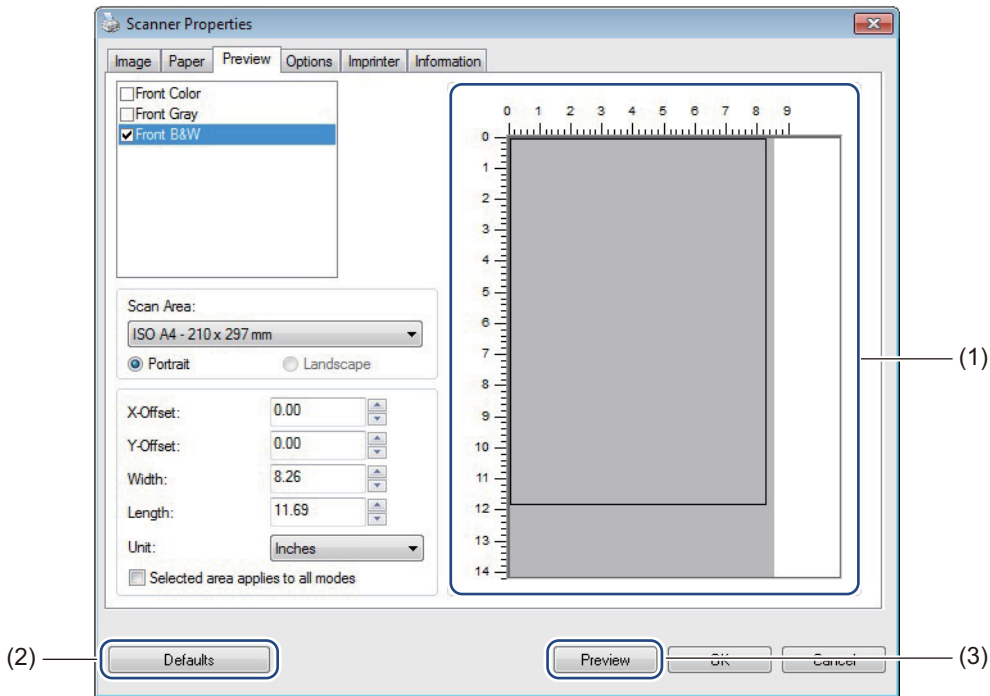 Scanner Properties
Image Paper Preview Options Imprinter Information
Front Color
Front Gray
Front B&W
Scan Area:
ISO A4 - 210 x 297 mm
Portrait Landscape
X-Offset: 0.00
Y-Offset: 0.00
Width: 8.26
Length: 11.69
Unit: Inches
Selected area applies to all modes
0 1 2 3 4 5 6 7 8 9
0
1
2
3
4
5
6
7
8
9
10
11
12
13
14
(1)
(2) Defaults Preview OK Cancel (3)